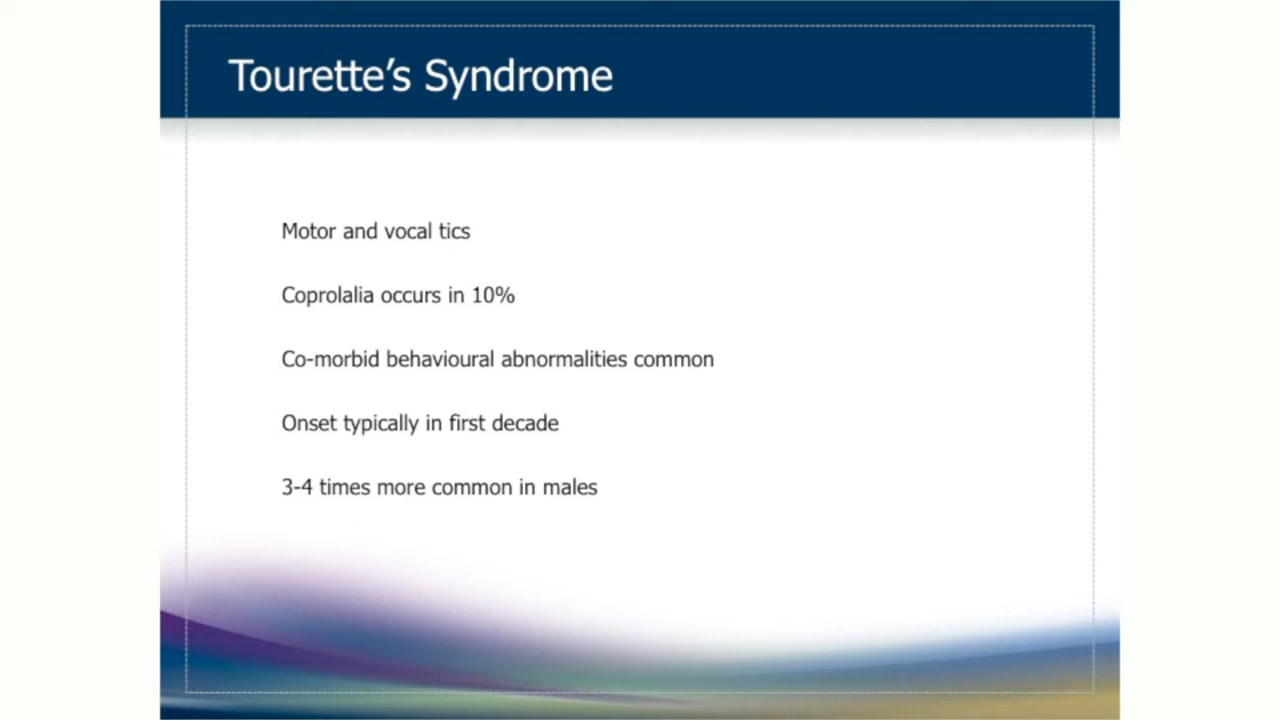 Tourette's Syndrome
Motor and vocal tics
Coprolalia occurs in 10%
Co-morbid behavioural abnormalities common
Onset typically in first decade
3-4 times more common in males